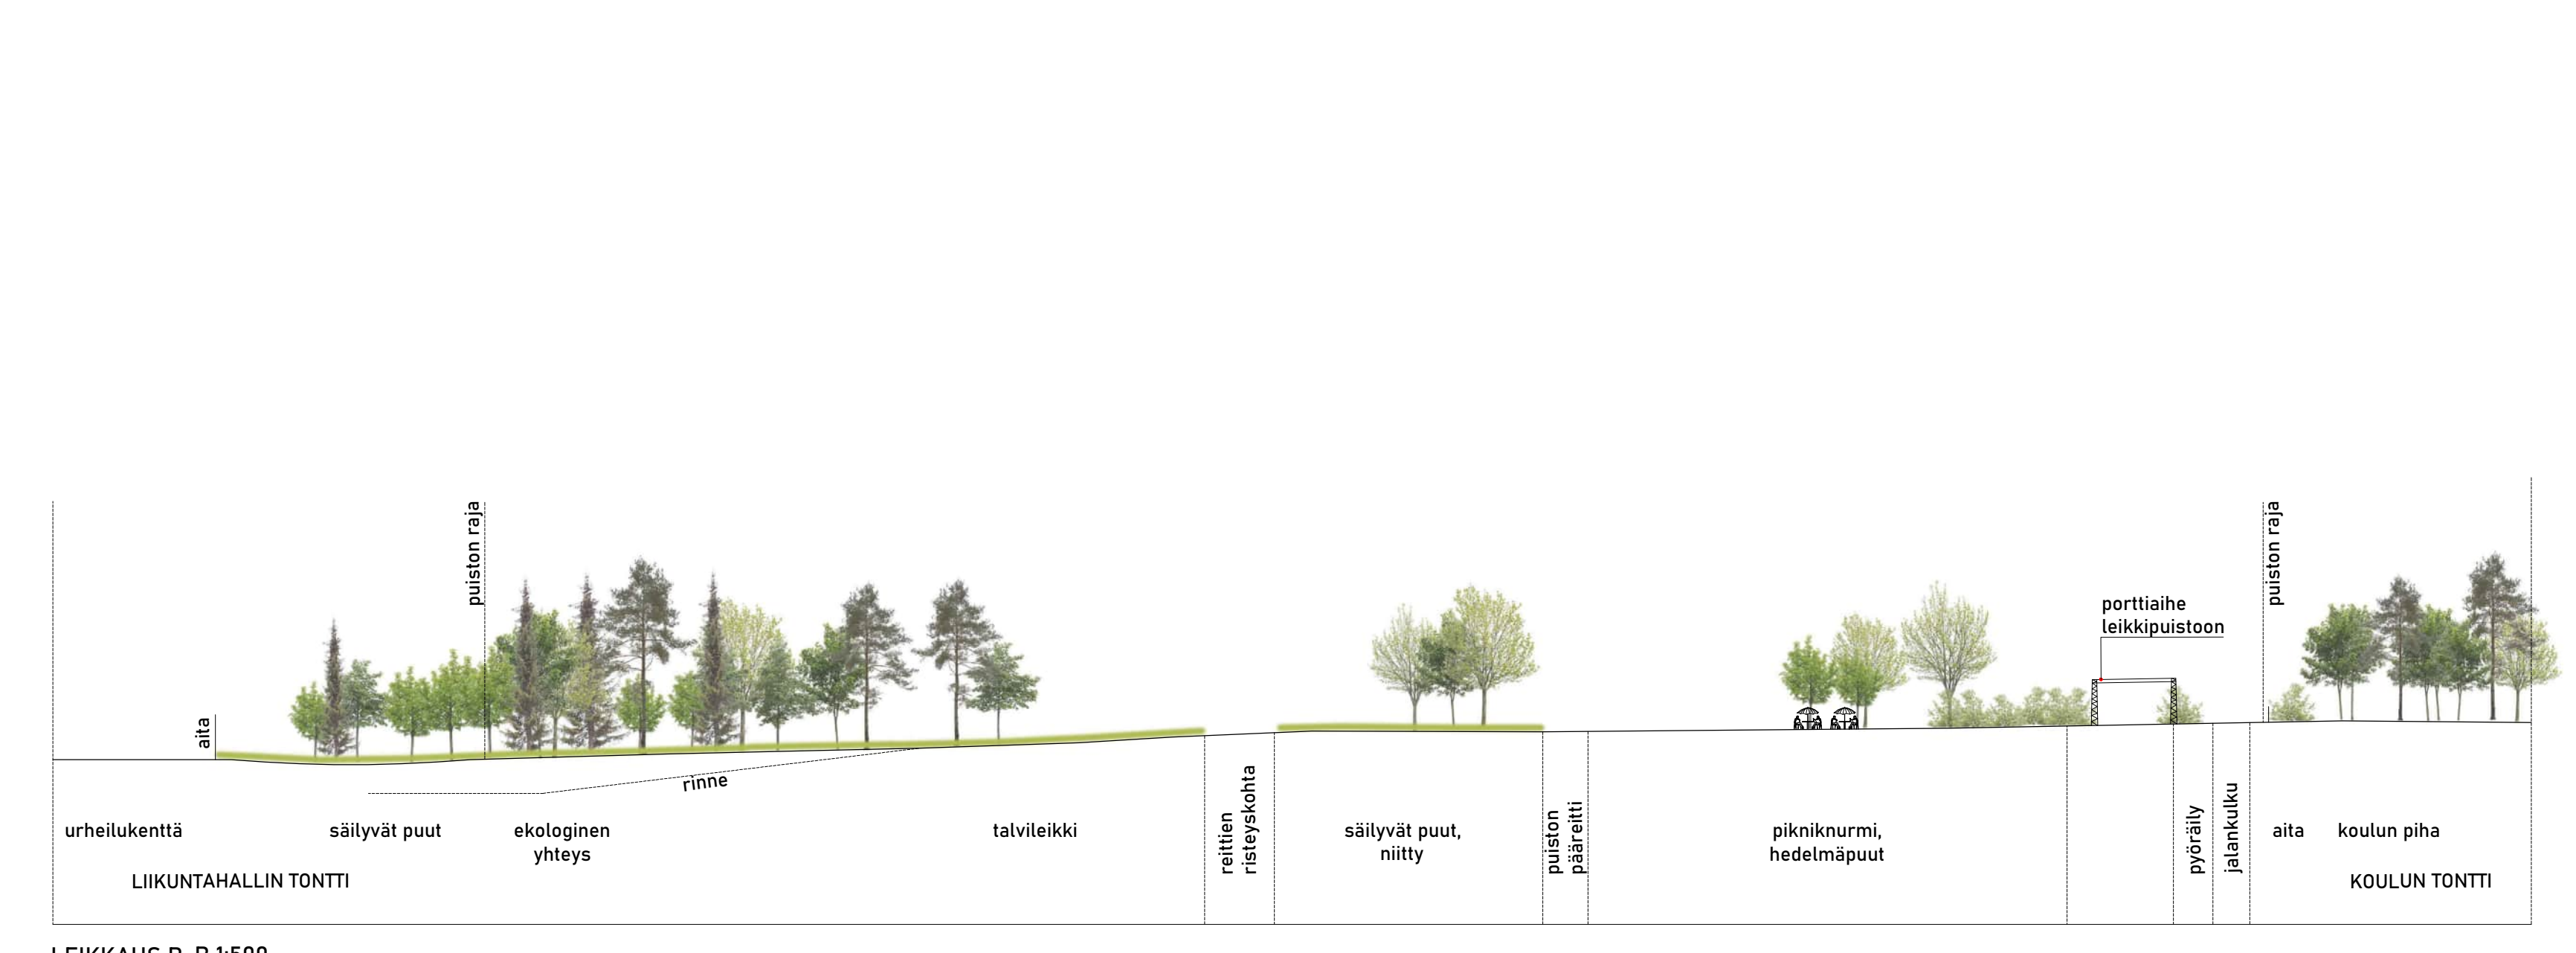 puiston raja
puiston raja
porttiaihe
leikkipuistoon
aita
rinne
urheilukenttä
säilyvät puut
ekologinen
yhteys
talvileikki
reittien
risteyskohta
säilyvät puut,
niitty
puiston
pääreitti
pikniknurmi,
hedelmäpuut
pyöräily
jalankulku
aita
koulun piha
LIIKUNTAHALLIN TONTTI
KOULUN TONTTI